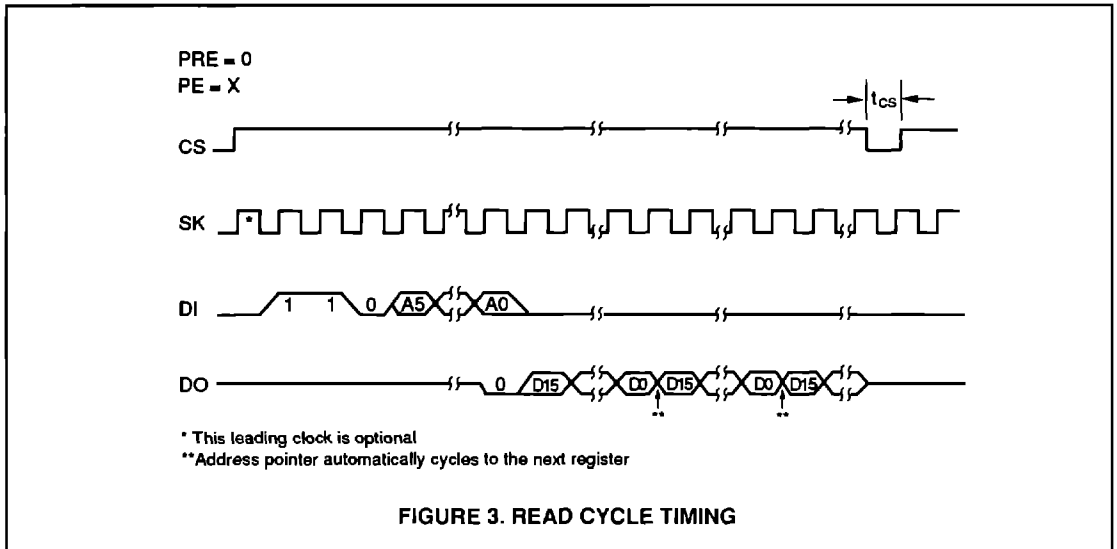 PRE = 0
PE = X
tCS
CS
SK *
DI 1 1 0 A5 A0
DO 0 D15 D0 D15 D0 D15
** **
* This leading clock is optional
**Address pointer automatically cycles to the next register
FIGURE 3. READ CYCLE TIMING